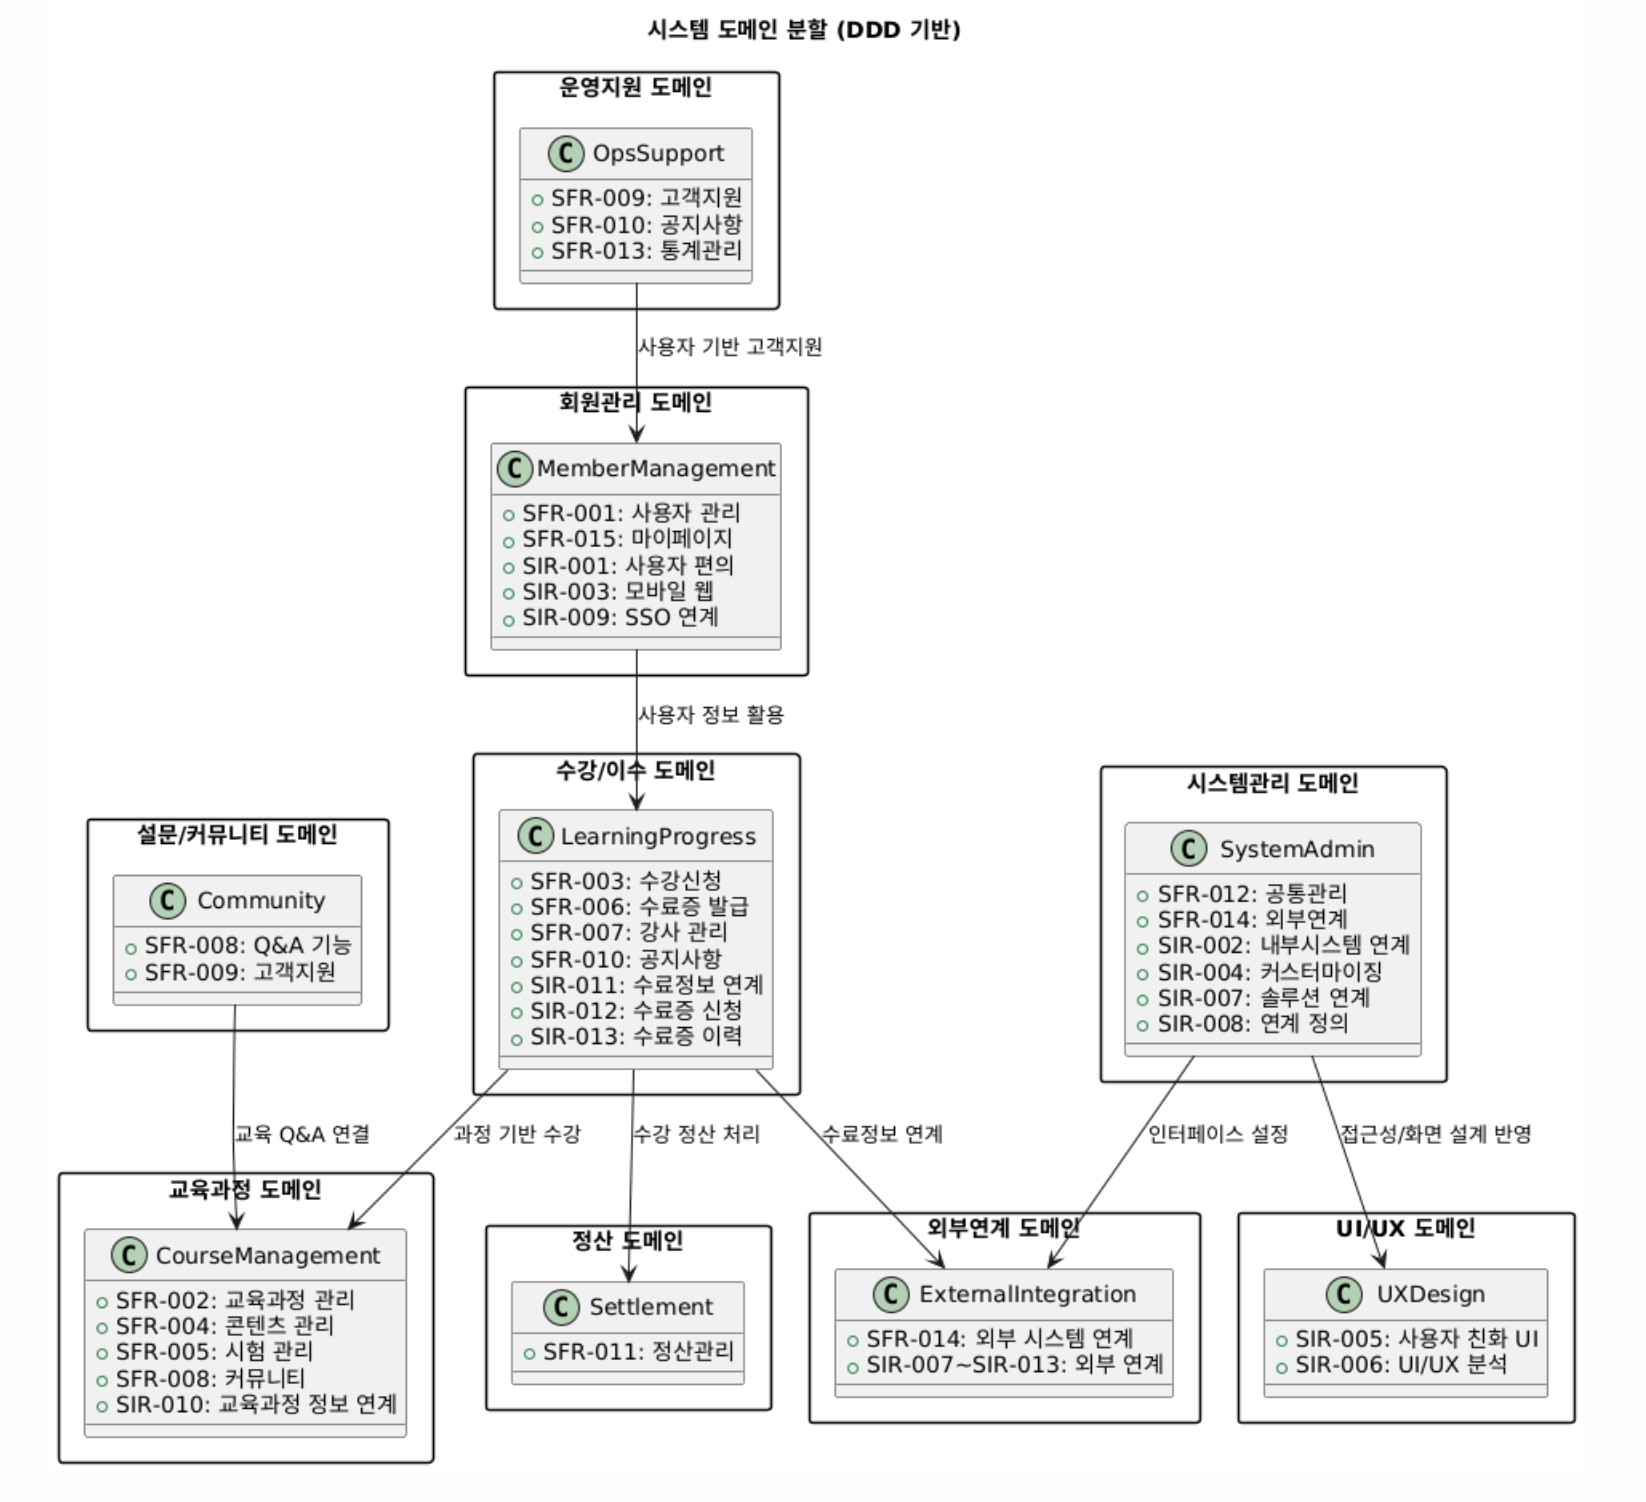 시스템 도메인 분할 (DDD 기반)
운영지원 도메인
C OpsSupport
SFR-009: 고객지원
SFR-010: 공지사항
SFR-013: 통계관리
사용자 기반 고객지원
회원관리 도메인
C MemberManagement
SFR-001: 사용자 관리
SFR-015: 마이페이지
SIR-001: 사용자 편의
SIR-003: 모바일 웹
SIR-009: SSO 연계
사용자 정보 활용
수강/이수 도메인
C LearningProgress
SFR-003: 수강신청
SFR-006: 수료증 발급
SFR-007: 강사 관리
SFR-010: 공지사항
SIR-011: 수료정보 연계
SIR-012: 수료증 신청
SIR-013: 수료증 이력
시스템관리 도메인
C SystemAdmin
SFR-012: 공통관리
SFR-014: 외부연계
SIR-002: 내부시스템 연계
SIR-004: 커스터마이징
SIR-007: 솔루션 연계
SIR-008: 연계 정의
설문/커뮤니티 도메인
C Community
SFR-008: Q&A 기능
SFR-009: 고객지원
교육 Q&A 연결
과정 기반 수강
수강 정산 처리
수료정보 연계
인터페이스 설정
접근성/화면 설계 반영
교육과정 도메인
C CourseManagement
SFR-002: 교육과정 관리
SFR-004: 콘텐츠 관리
SFR-005: 시험 관리
SFR-008: 커뮤니티
SIR-010: 교육과정 정보 연계
정산 도메인
C Settlement
SFR-011: 정산관리
외부연계 도메인
C ExternalIntegration
SFR-014: 외부 시스템 연계
SIR-007~SIR-013: 외부 연계
UI/UX 도메인
C UXDesign
SIR-005: 사용자 친화 UI
SIR-006: UI/UX 분석